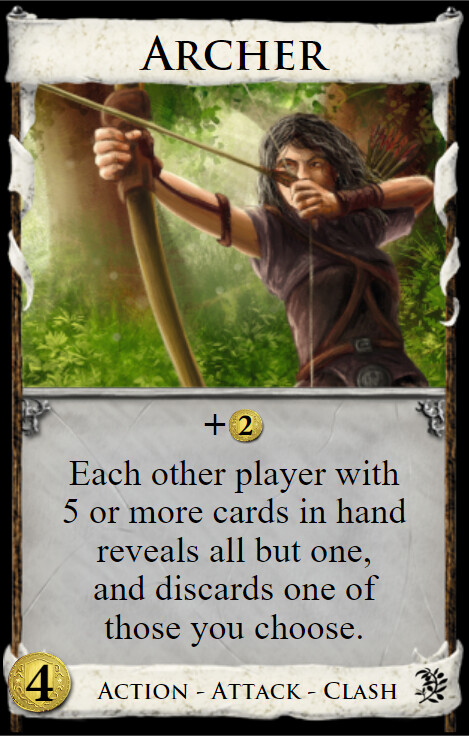 Archer
+2
Each other player with
5 or more cards in hand
reveals all but one,
and discards one of
those you choose.
4
Action - Attack - Clash